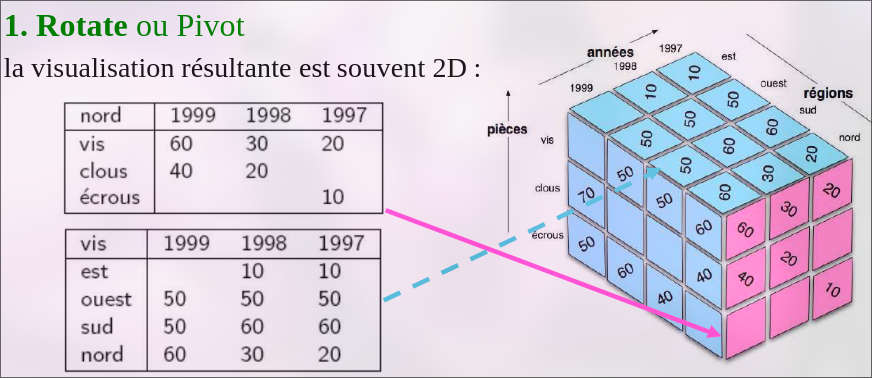 1. Rotate ou Pivot
la visualisation résultante est souvent 2D :
nord 1999 1998 1997
vis 60 30 20
clous 40 20
écrous 10
vis 1999 1998 1997
est 10 10
ouest 50 50 50
sud 50 60 60
nord 60 30 20
années
1999 1998 1997
régions
est
ouest
sud
nord
pièces
vis
clous
écrous
10 10
50 50 50
50 60 60
60 30 20
50 50 60
70 40
50 60 40
60 30 20
40 20
10